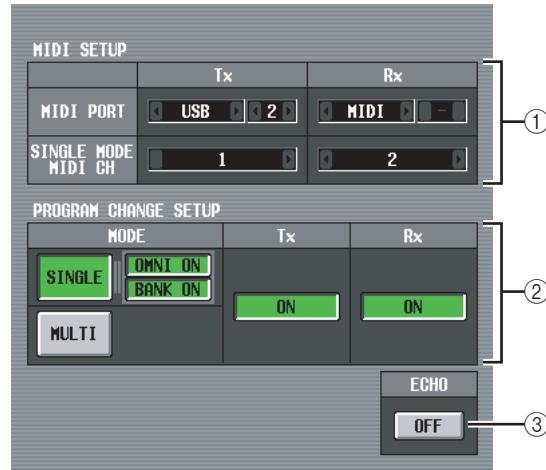 MIDI SETUP
Tx Rx
MIDI PORT USB 2 MIDI -
SINGLE MODE
MIDI CH 1 2
①
PROGRAM CHANGE SETUP
MODE Tx Rx
SINGLE OMNI ON
BANK ON
ON ON
MULTI
②
ECHO
OFF
③